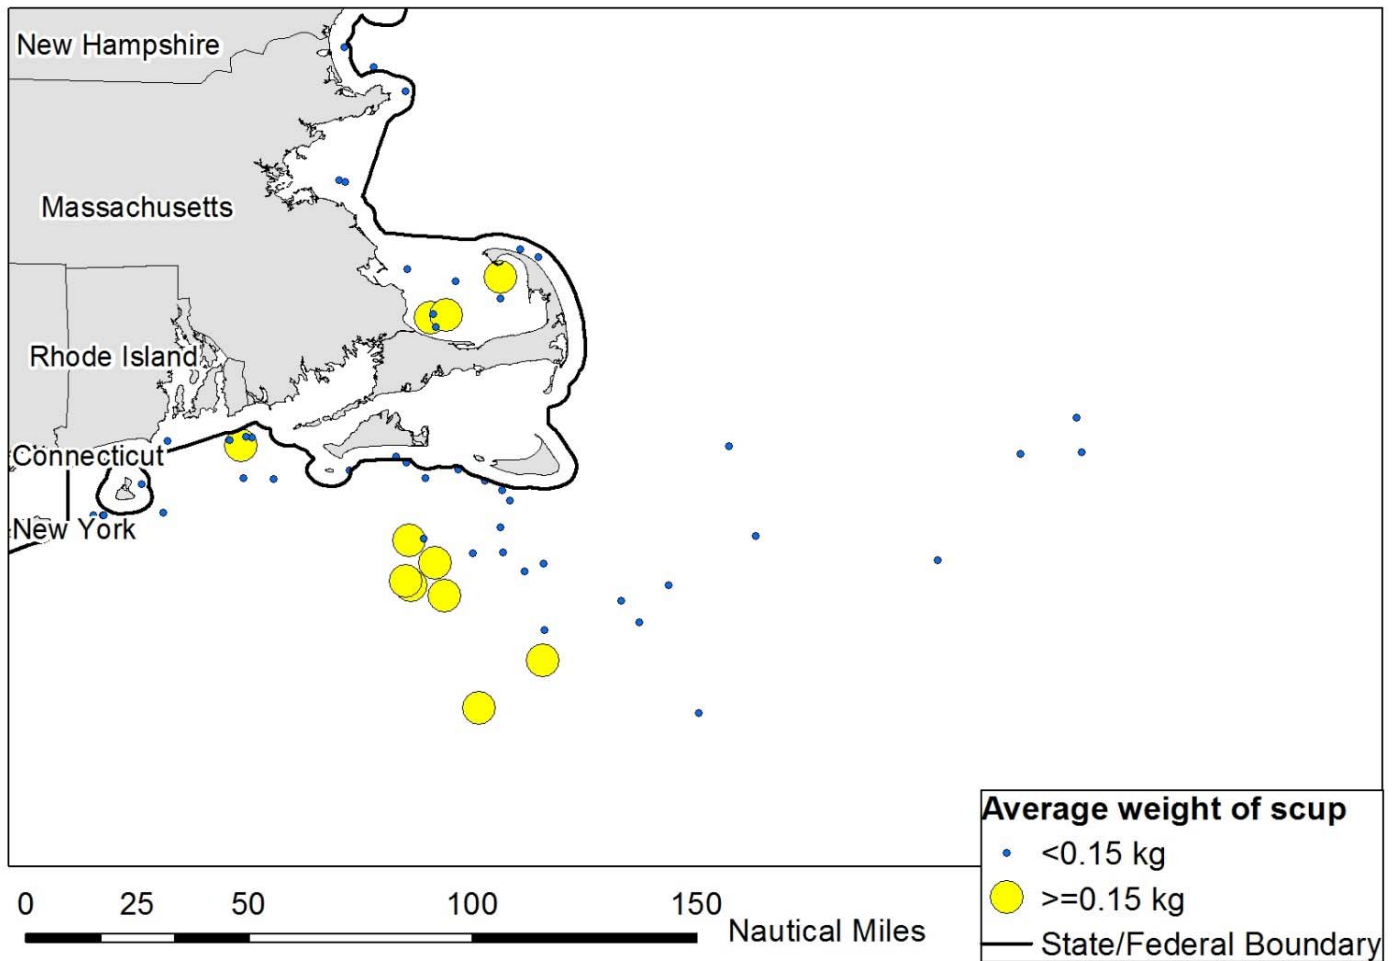 New Hampshire
Massachusetts
Rhode Island
Connecticut
New York
Average weight of scup
<0.15 kg
>=0.15 kg
State/Federal Boundary
0 25 50 100 150
Nautical Miles